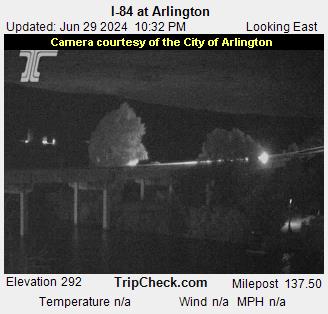 I-84 at Arlington
Updated: Jun 29 2024 10:32 PM Looking East
Camera courtesy of the City of Arlington
Elevation 292 TripCheck.com Milepost 137.50
Temperature n/a Wind n/a MPH n/a